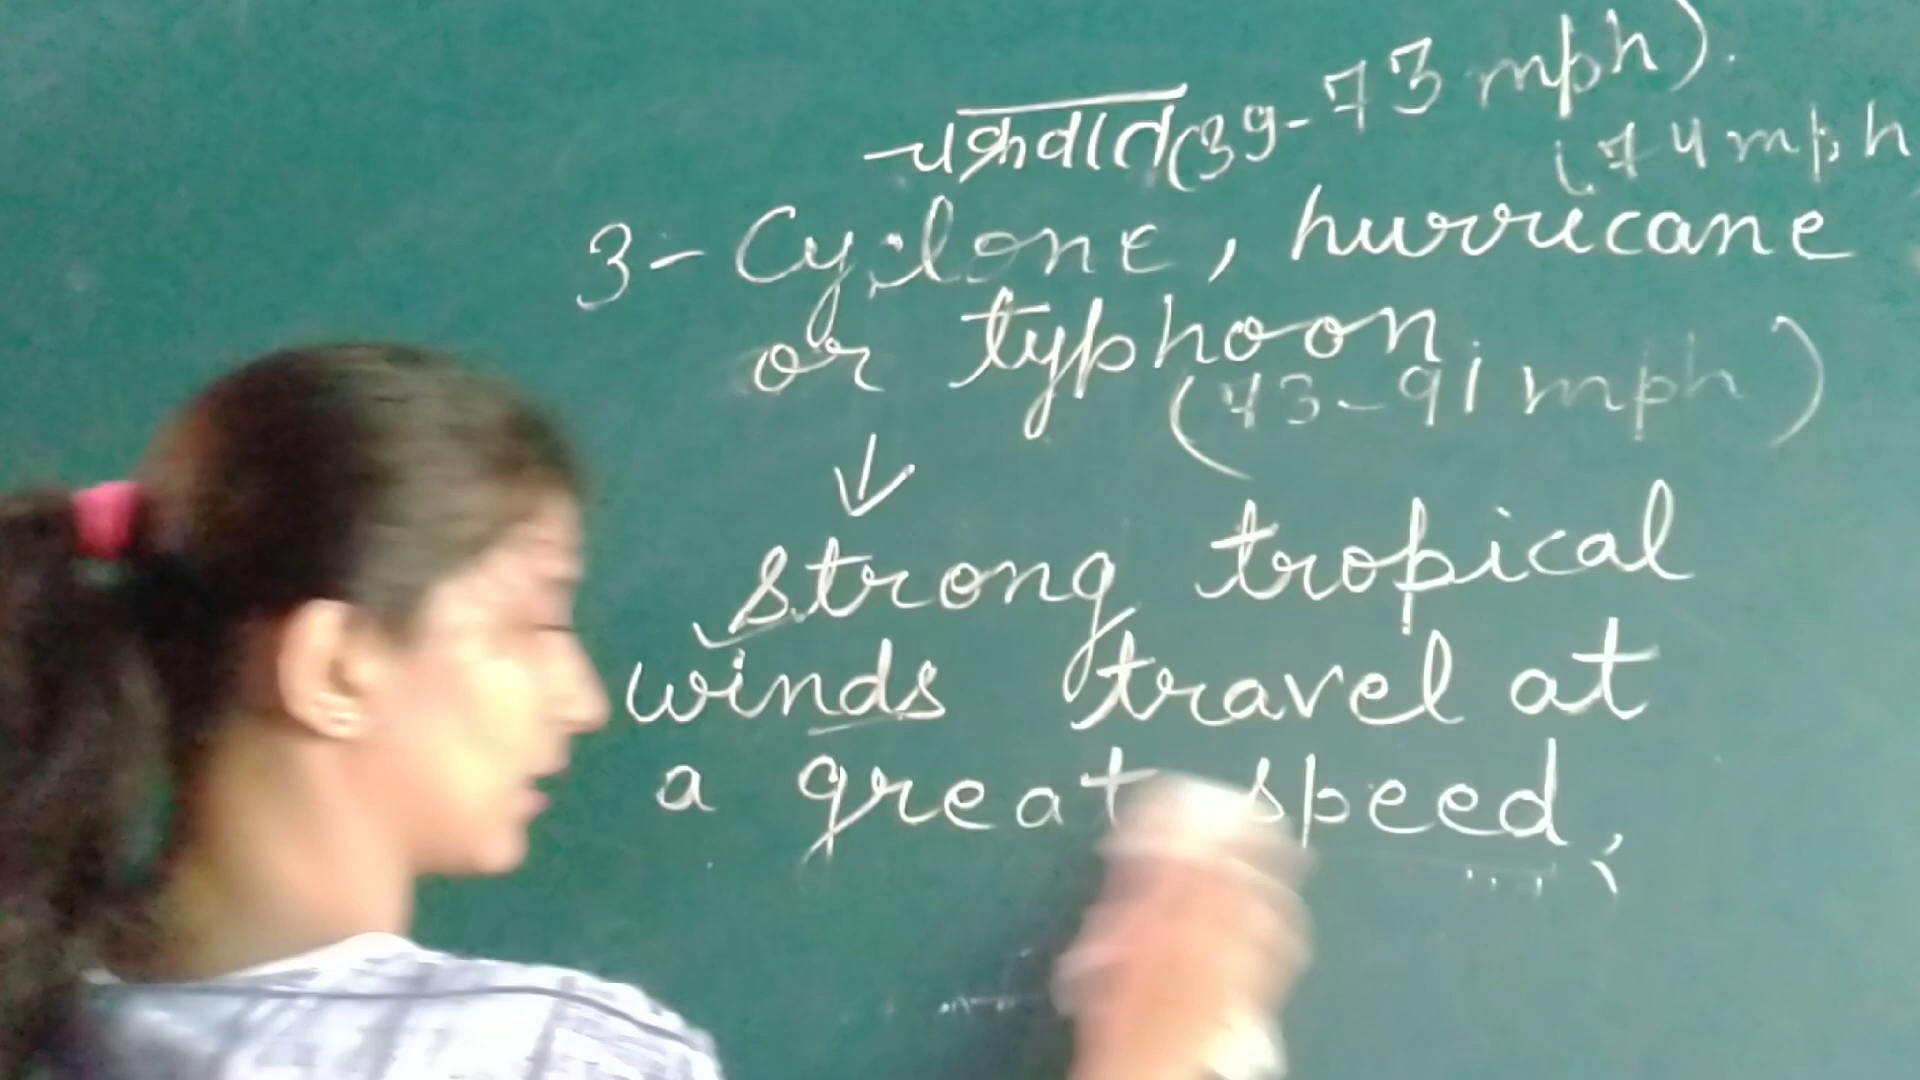 चक्रवात (39-73 mph).
(74 mph
3- Cyclone, hurricane
or typhoon
(73-91 mph)
↓
strong tropical
winds travel at
a great speed,